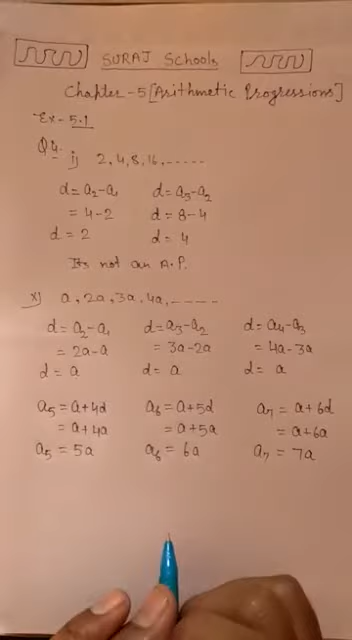 SURAJ Schools
Chapter-5 [Arithmetic Progressions]
Ex-5.1
Q4. i) 2, 4, 8, 16, ......
d = a₂-a₁ d = a₃-a₂
= 4-2 d = 8-4
d = 2 d = 4
It's not an A.P.
x) a, 2a, 3a, 4a, ......
d = a₂-a₁ d = a₃-a₂ d = a₄-a₃
= 2a-a = 3a-2a = 4a-3a
d = a d = a d = a
a₅ = a+4d a₆ = a+5d a₇ = a+6d
= a+4a = a+5a = a+6a
a₅ = 5a a₆ = 6a a₇ = 7a